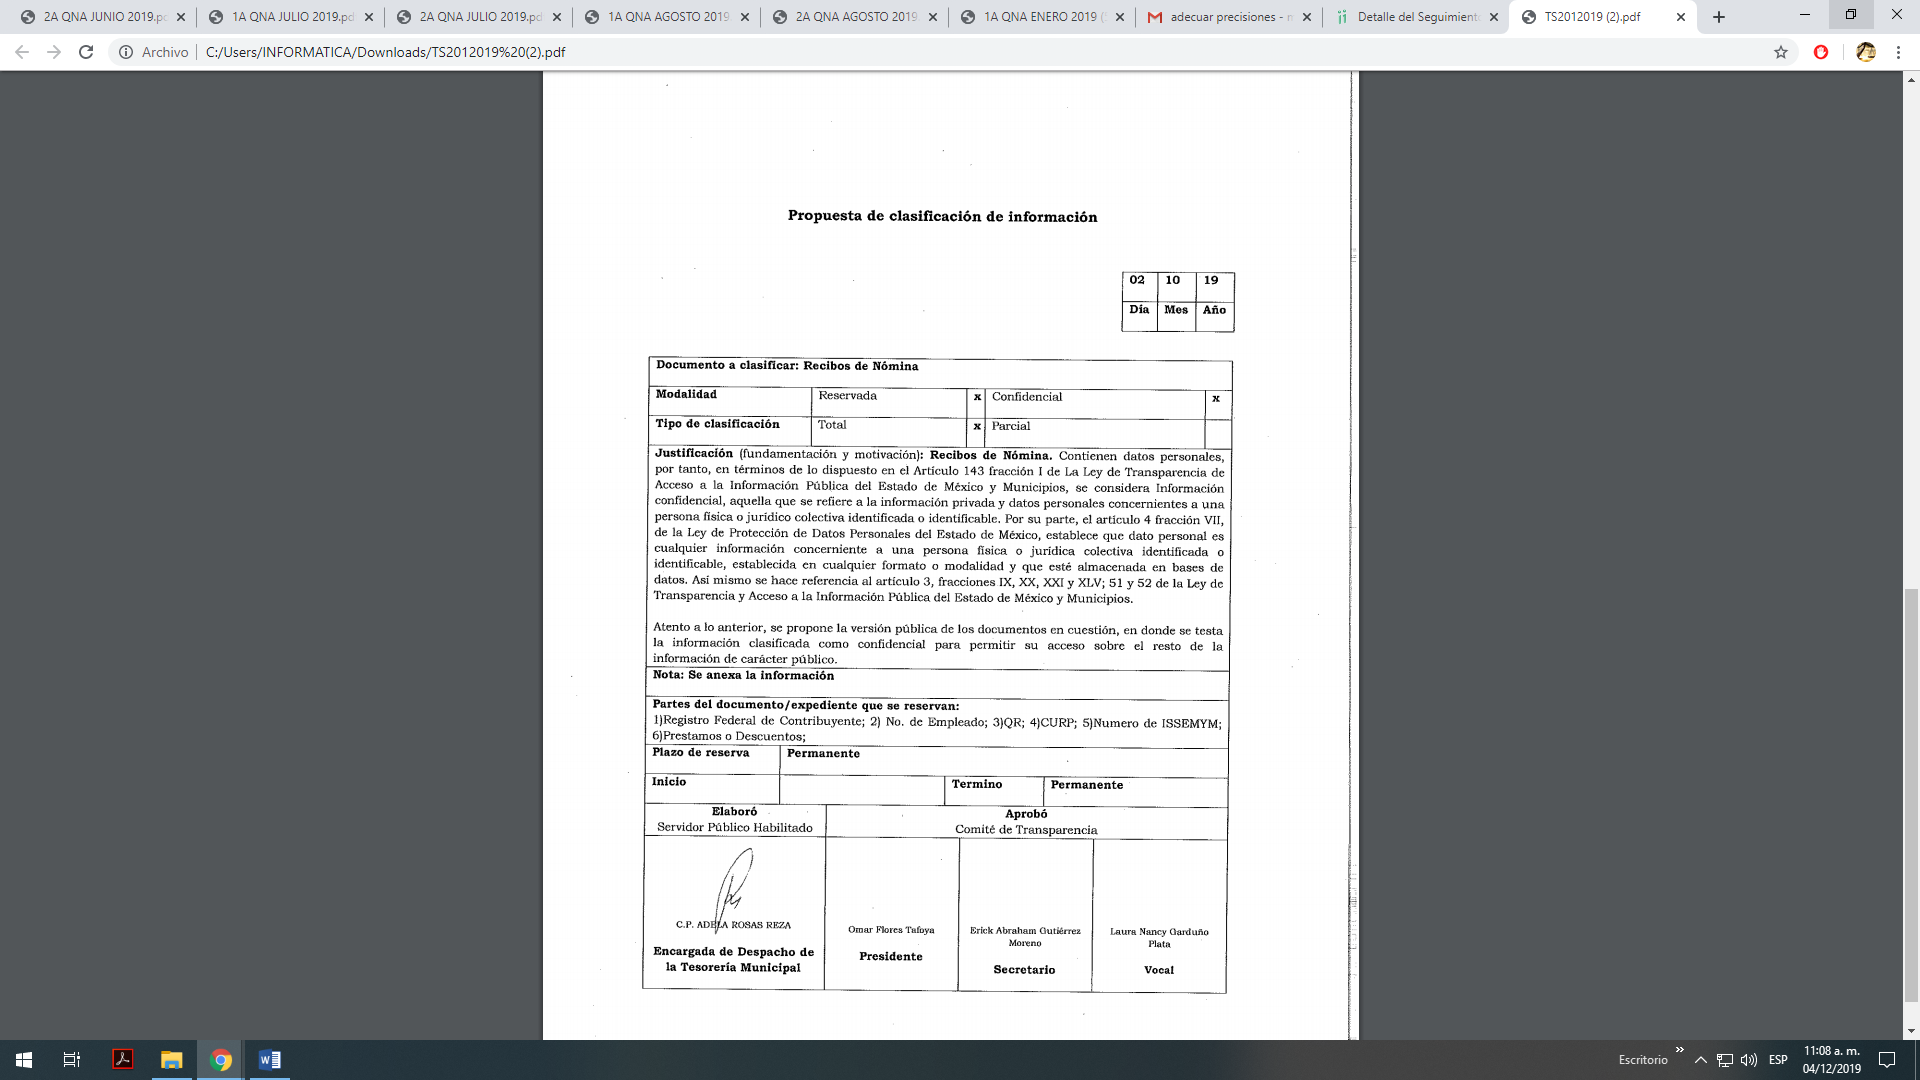 2A QNA JUNIO 2019.pd
1A QNA JULIO 2019.pd
2A QNA JULIO 2019.pd
1A QNA AGOSTO 2019.
2A QNA AGOSTO 2019.
1A QNA ENERO 2019 (
adecuar precisiones - m
Detalle del Seguimiento
TS2012019 (2).pdf
Archivo C:/Users/INFORMATICA/Downloads/TS2012019%20(2).pdf
Propuesta de clasificación de información
02 10 19
Día Mes Año
Documento a clasificar: Recibos de Nómina
Modalidad Reservada x Confidencial x
Tipo de clasificación Total x Parcial
Justificación (fundamentación y motivación): Recibos de Nómina. Contienen datos personales,
por tanto, en términos de lo dispuesto en el Artículo 143 fracción I de La Ley de Transparencia de
Acceso a la Información Pública del Estado de México y Municipios, se considera Información
confidencial, aquella que se refiere a la información privada y datos personales concernientes a una
persona física o jurídico colectiva identificada o identificable. Por su parte, el artículo 4 fracción VII,
de la Ley de Protección de Datos Personales del Estado de México, establece que dato personal es
cualquier información concerniente a una persona física o jurídica colectiva identificada o
identificable, establecida en cualquier formato o modalidad y que esté almacenada en bases de
datos. Así mismo se hace referencia al artículo 3, fracciones IX, XX, XXI y XLV; 51 y 52 de la Ley de
Transparencia y Acceso a la Información Pública del Estado de México y Municipios.
Atento a lo anterior, se propone la versión pública de los documentos en cuestión, en donde se testa
la información clasificada como confidencial para permitir su acceso sobre el resto de la
información de carácter público.
Nota: Se anexa la información
Partes del documento/expediente que se reservan:
1)Registro Federal de Contribuyente; 2) No. de Empleado; 3)QR; 4)CURP; 5)Numero de ISSEMYM;
6)Prestamos o Descuentos;
Plazo de reserva Permanente
Inicio Termino Permanente
Elaboró Aprobó
Servidor Público Habilitado Comité de Transparencia
C.P. ADELA ROSAS REZA
Encargada de Despacho de
la Tesorería Municipal
Omar Flores Tafoya
Presidente
Erick Abraham Gutiérrez
Moreno
Secretario
Laura Nancy Garduño
Plata
Vocal
Escritorio ESP 11:08 a. m.
04/12/2019